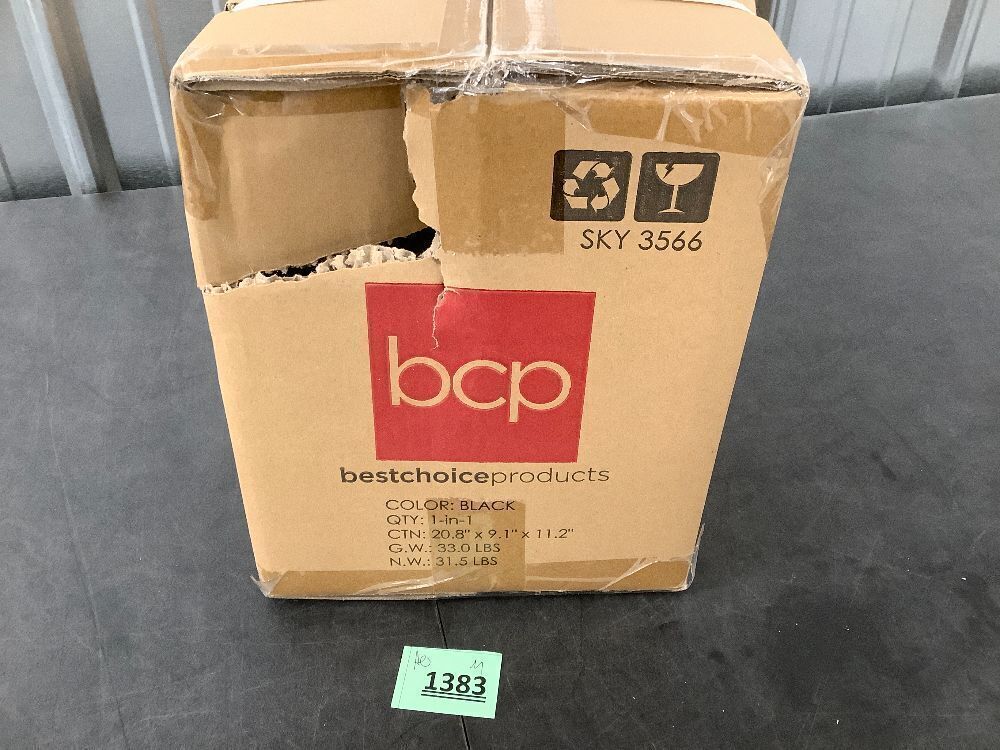 SKY 3566
bcp
bestchoiceproducts
COLOR: BLACK
QTY: 1-in-1
CTN: 20.8" x 9.1" x 11.2"
G.W.: 33.0 LBS
N.W.: 31.5 LBS
1383